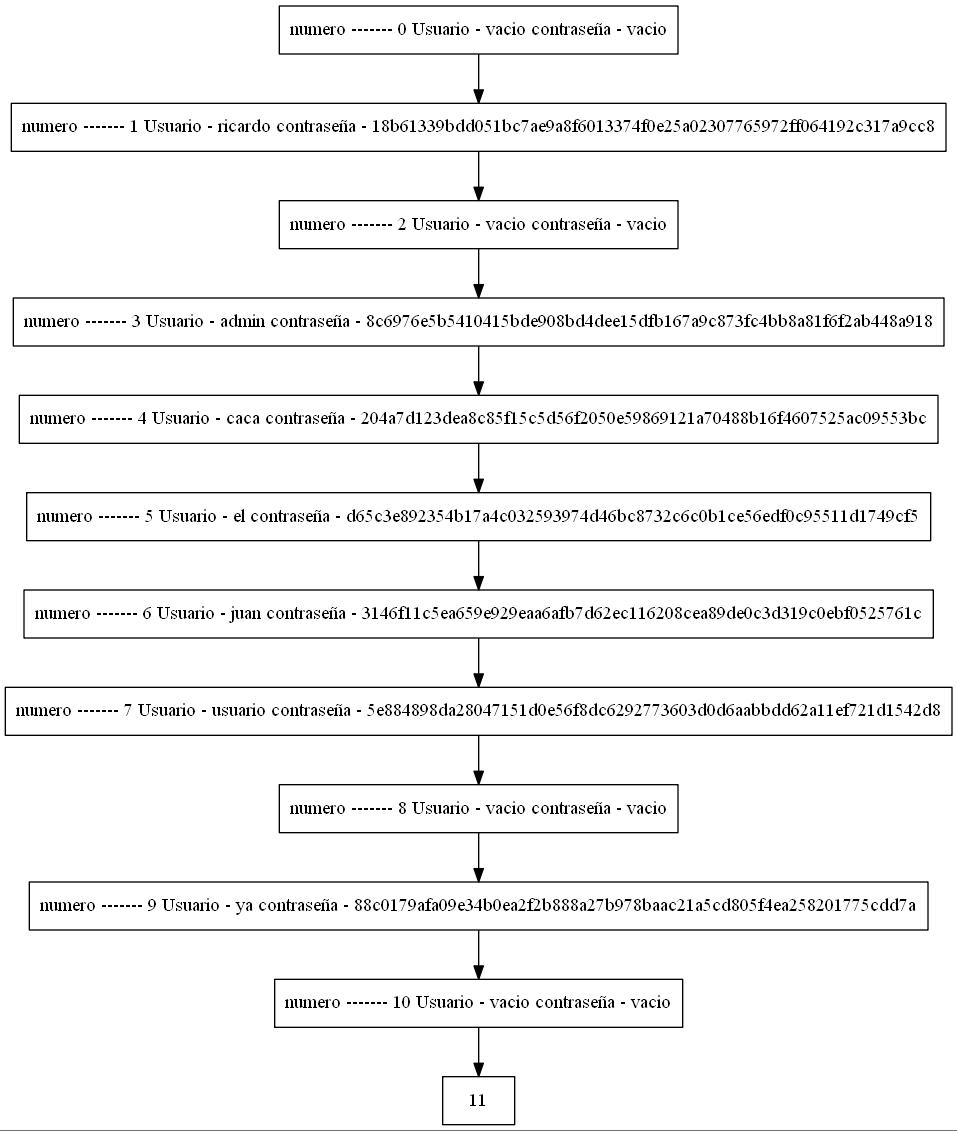 numero ------- 0 Usuario - vacio contraseña - vacio
numero ------- 1 Usuario - ricardo contraseña - 18b61339bdd051bc7ae9a8f6013374f0e25a02307765972ff064192c317a9cc8
numero ------- 2 Usuario - vacio contraseña - vacio
numero ------- 3 Usuario - admin contraseña - 8c6976e5b5410415bde908bd4dee15dfb167a9c873fc4bb8a81f6f2ab448a918
numero ------- 4 Usuario - caca contraseña - 204a7d123dea8c85f15c5d56f2050e59869121a70488b16f4607525ac09553bc
numero ------- 5 Usuario - el contraseña - d65c3e892354b17a4c032593974d46bc8732c6c0b1ce56edf0c95511d1749cf5
numero ------- 6 Usuario - juan contraseña - 3146f11c5ea659e929eaa6afb7d62ec116208cea89de0c3d319c0ebf0525761c
numero ------- 7 Usuario - usuario contraseña - 5e884898da28047151d0e56f8dc6292773603d0d6aabbdd62a11ef721d1542d8
numero ------- 8 Usuario - vacio contraseña - vacio
numero ------- 9 Usuario - ya contraseña - 88c0179afa09e34b0ea2f2b888a27b978baac21a5cd805f4ea258201775cdd7a
numero ------- 10 Usuario - vacio contraseña - vacio
11